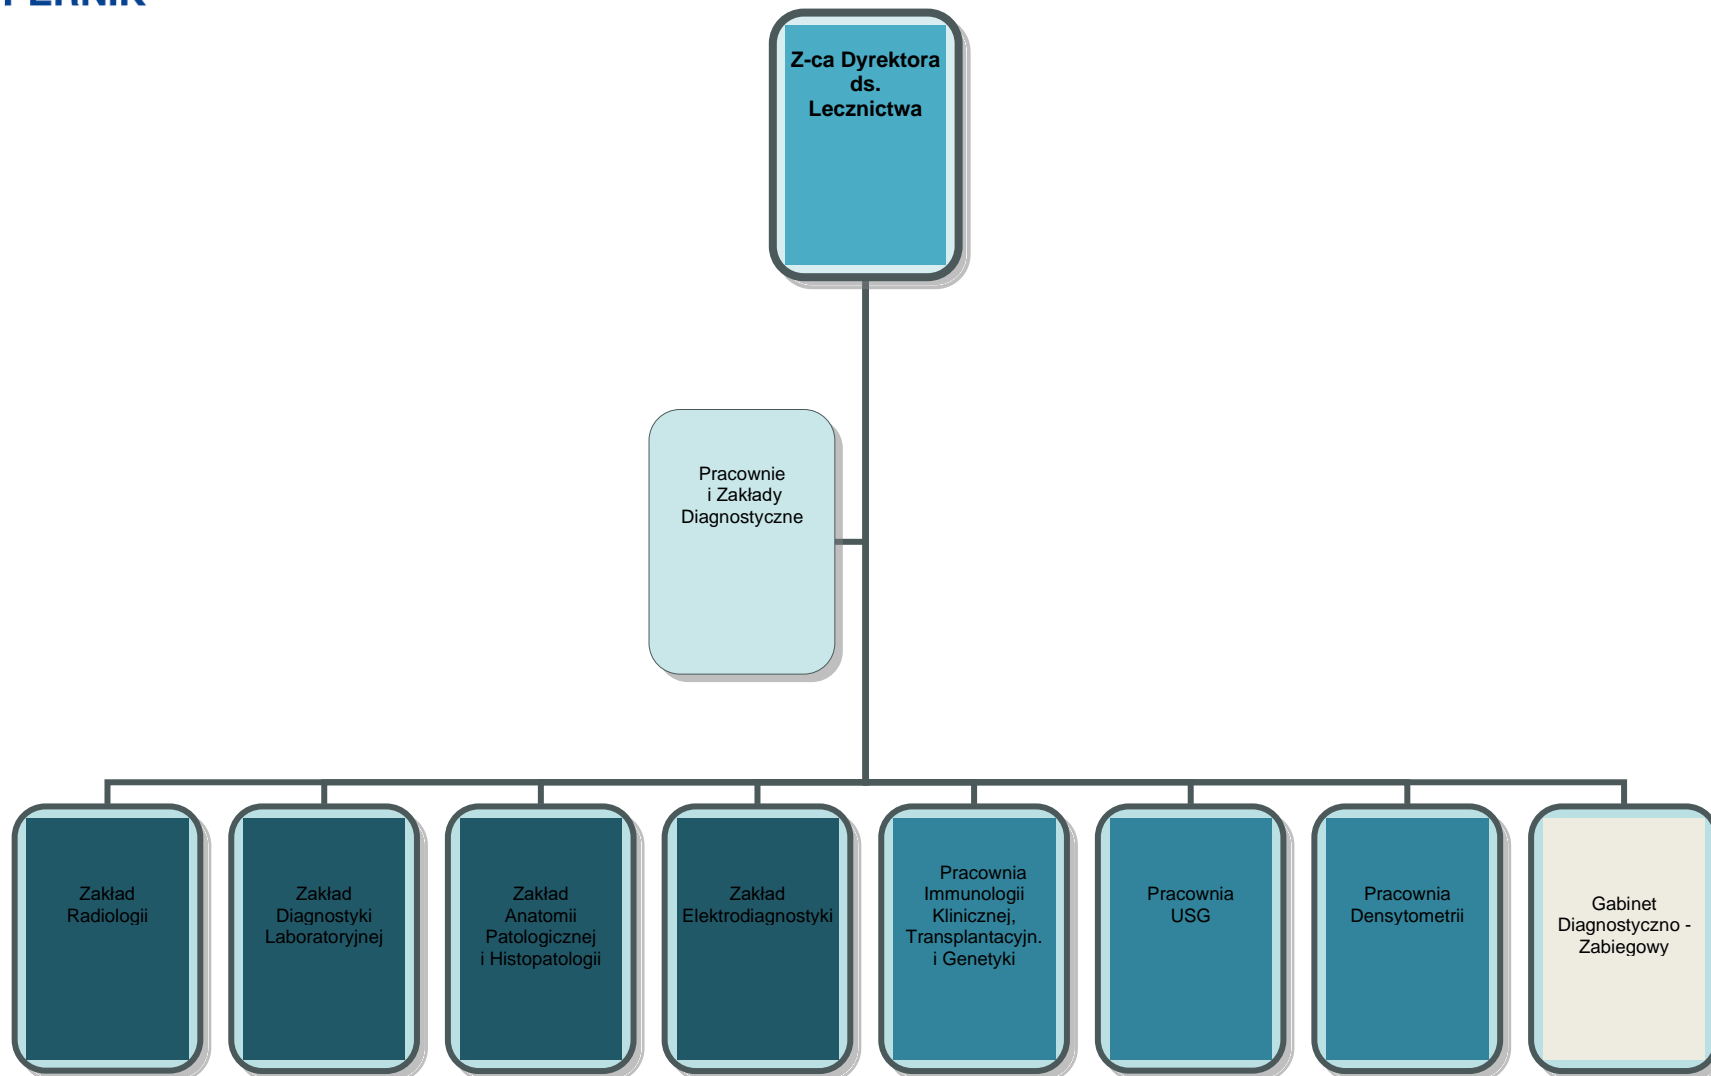 PERNIK
Z-ca Dyrektora
ds.
Lecznictwa
Pracownie
i Zakłady
Diagnostyczne
Zakład
Radiologii
Zakład
Diagnostyki
Laboratoryjnej
Zakład
Anatomii
Patologicznej
i Histopatologii
Zakład
Elektrodiagnostyki
Pracownia
Immunologii
Klinicznej,
Transplantacyjn.
i Genetyki
Pracownia
USG
Pracownia
Densytometrii
Gabinet
Diagnostyczno -
Zabiegowy